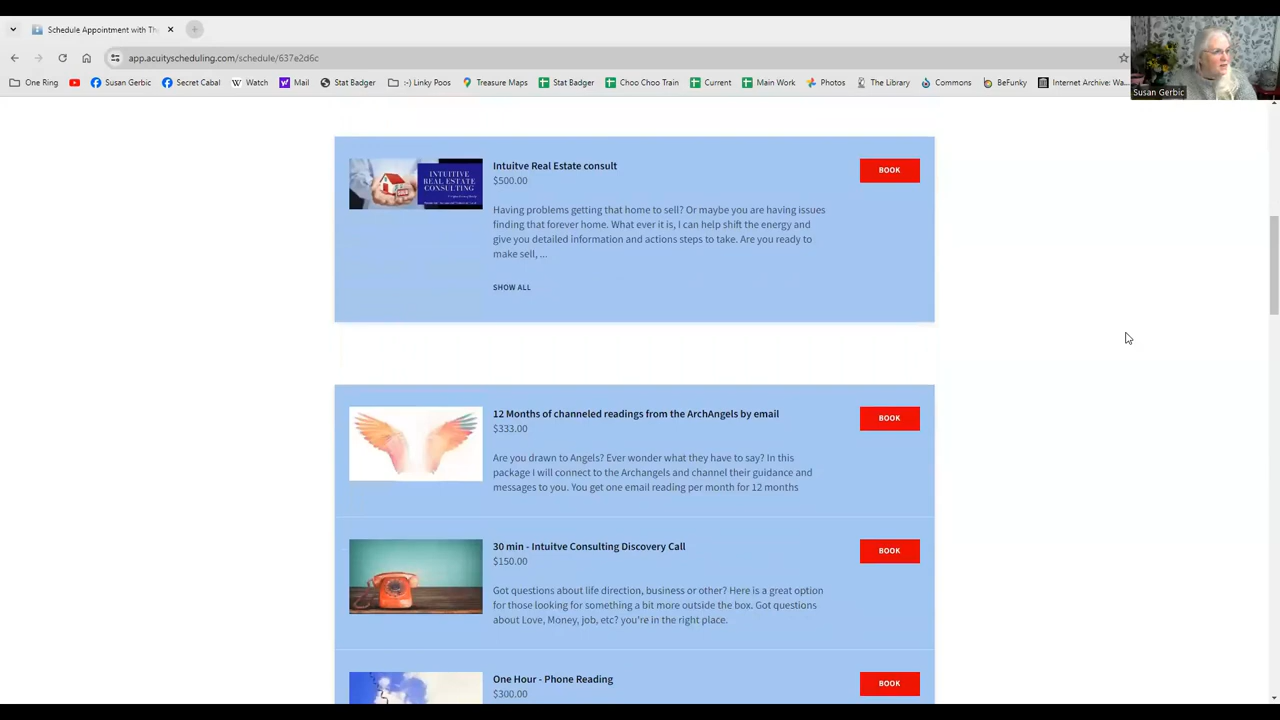 Schedule Appointment with Th
app.acuityscheduling.com/schedule/637e2d6c
One Ring
Susan Gerbic
Secret Cabal
Watch
Mail
Stat Badger
:-) Linky Poos
Treasure Maps
Stat Badger
Choo Choo Train
Current
Main Work
Photos
The Library
Commons
BeFunky
Internet Archive: Wa
Susan Gerbic
INTUITIVE
REAL ESTATE
CONSULTING
Intuitve Real Estate consult
$500.00
BOOK
Having problems getting that home to sell? Or maybe you are having issues
finding that forever home. What ever it is, I can help shift the energy and
give you detailed information and actions steps to take. Are you ready to
make sell, ...
SHOW ALL
12 Months of channeled readings from the ArchAngels by email
$333.00
BOOK
Are you drawn to Angels? Ever wonder what they have to say? In this
package I will connect to the Archangels and channel their guidance and
messages to you. You get one email reading per month for 12 months
30 min - Intuitve Consulting Discovery Call
$150.00
BOOK
Got questions about life direction, business or other? Here is a great option
for those looking for something a bit more outside the box. Got questions
about Love, Money, job, etc? you're in the right place.
One Hour - Phone Reading
$300.00
BOOK